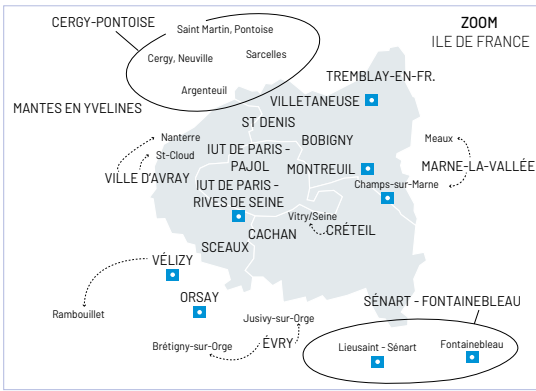 CERGY-PONTOISE
ZOOM
ILE DE FRANCE
Saint Martin, Pontoise
Cergy, Neuville
Sarcelles
Argenteuil
MANTES EN YVELINES
TREMBLAY-EN-FR.
VILLETANEUSE
ST DENIS
BOBIGNY
Nanterre
St-Cloud
VILLE D'AVRAY
IUT DE PARIS -
PAJOL
MONTREUIL
Meaux
MARNE-LA-VALLÉE
Champs-sur-Marne
IUT DE PARIS -
RIVES DE SEINE
Vitry/Seine
CRÉTEIL
CACHAN
SCEAUX
VÉLIZY
ORSAY
Rambouillet
Jusivy-sur-Orge
Brétigny-sur-Orge
ÉVRY
SÉNART - FONTAINEBLEAU
Lieusaint - Sénart
Fontainebleau